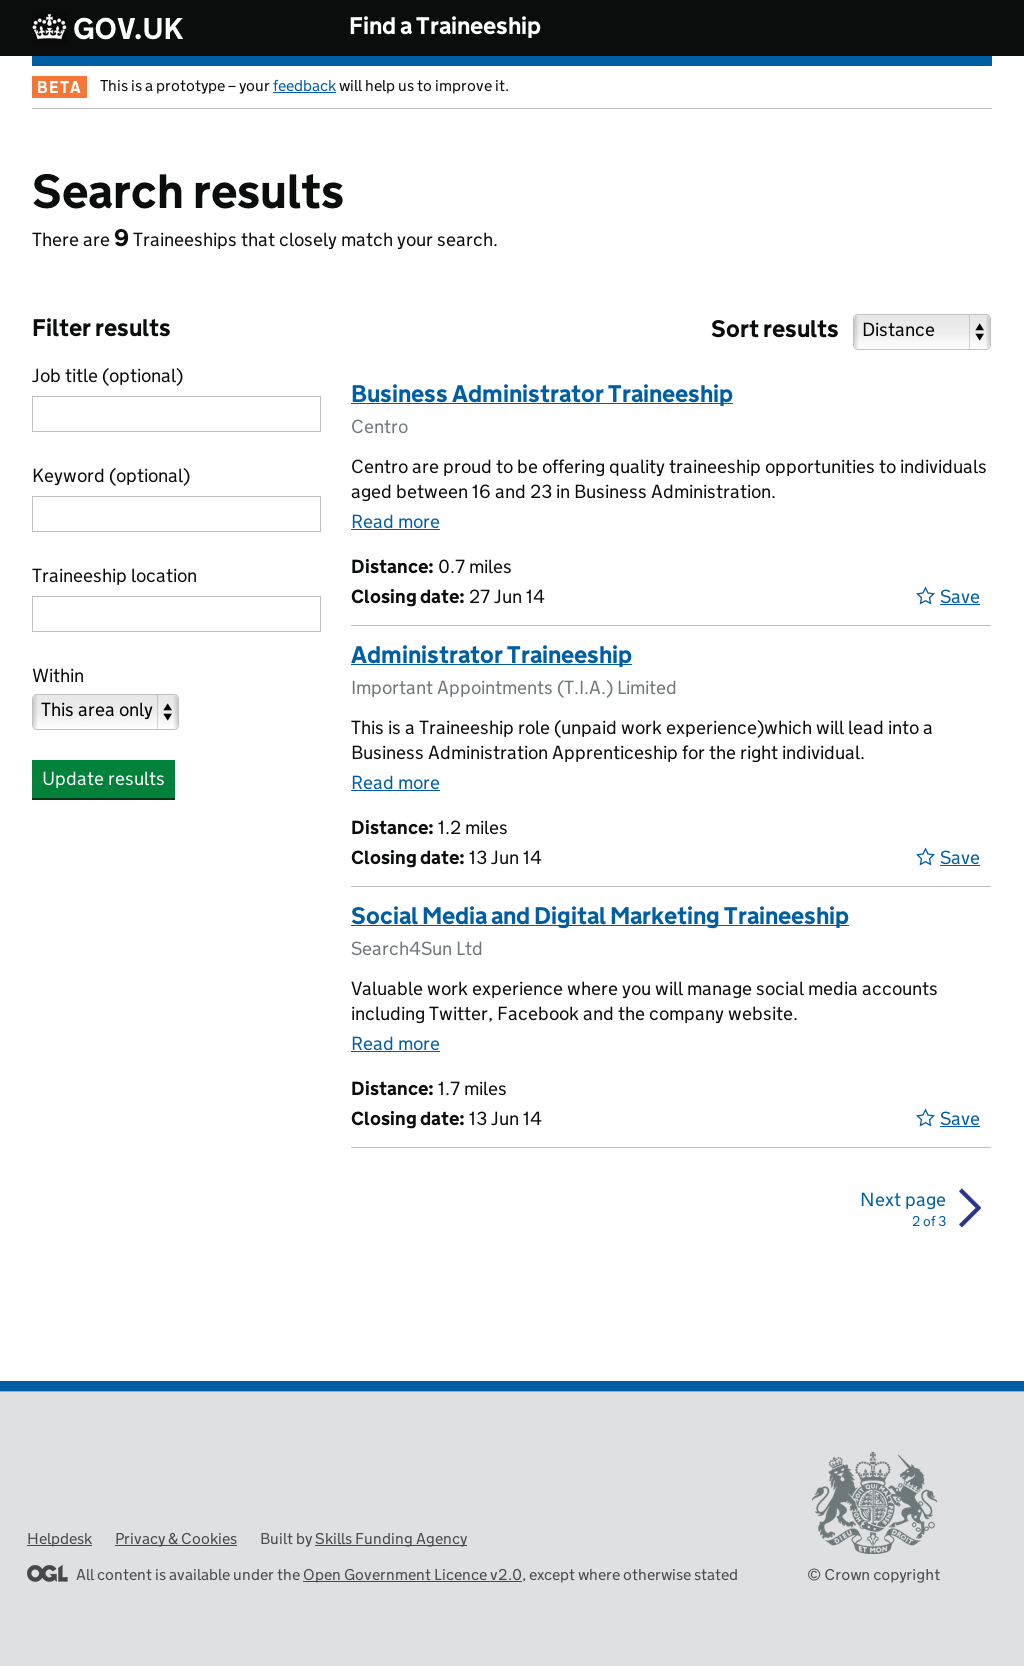 GOV.UK
Find a Traineeship
BETA This is a prototype – your feedback will help us to improve it.
Search results
There are 9 Traineeships that closely match your search.
Filter results
Job title (optional)
Keyword (optional)
Traineeship location
Within
This area only
Update results
Sort results Distance
Business Administrator Traineeship
Centro
Centro are proud to be offering quality traineeship opportunities to individuals
aged between 16 and 23 in Business Administration.
Read more
Distance: 0.7 miles
Closing date: 27 Jun 14
Save
Administrator Traineeship
Important Appointments (T.I.A.) Limited
This is a Traineeship role (unpaid work experience)which will lead into a
Business Administration Apprenticeship for the right individual.
Read more
Distance: 1.2 miles
Closing date: 13 Jun 14
Save
Social Media and Digital Marketing Traineeship
Search4Sun Ltd
Valuable work experience where you will manage social media accounts
including Twitter, Facebook and the company website.
Read more
Distance: 1.7 miles
Closing date: 13 Jun 14
Save
Next page
2 of 3
Helpdesk Privacy & Cookies Built by Skills Funding Agency
OGL All content is available under the Open Government Licence v2.0, except where otherwise stated
DIEU ET MON DROIT
© Crown copyright